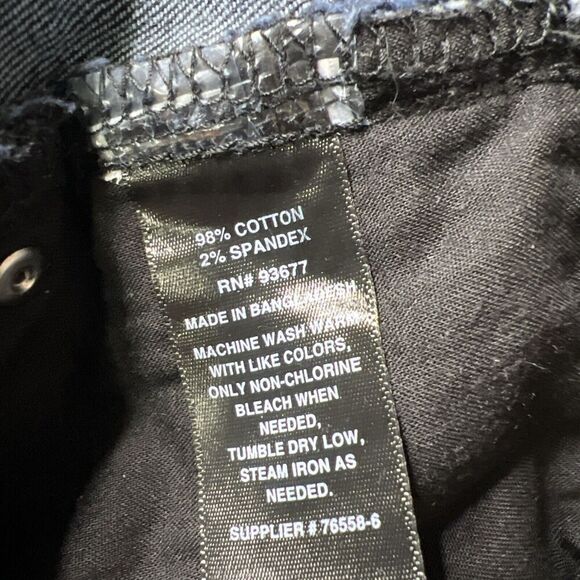 98% COTTON
2% SPANDEX
RN# 93677
MADE IN BANGLADESH
MACHINE WASH WARM
WITH LIKE COLORS,
ONLY NON-CHLORINE
BLEACH WHEN
NEEDED,
TUMBLE DRY LOW,
STEAM IRON AS
NEEDED.
SUPPLIER # 76558-6